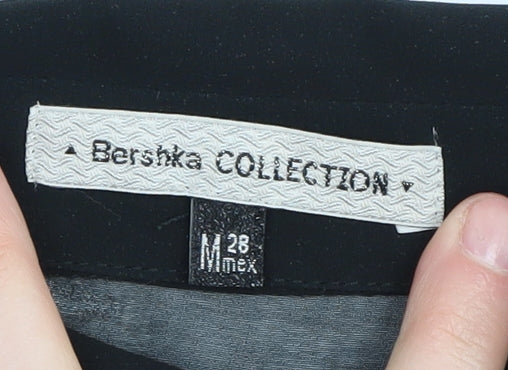 ▲ Bershka COLLECTION ▼
M 28
mex